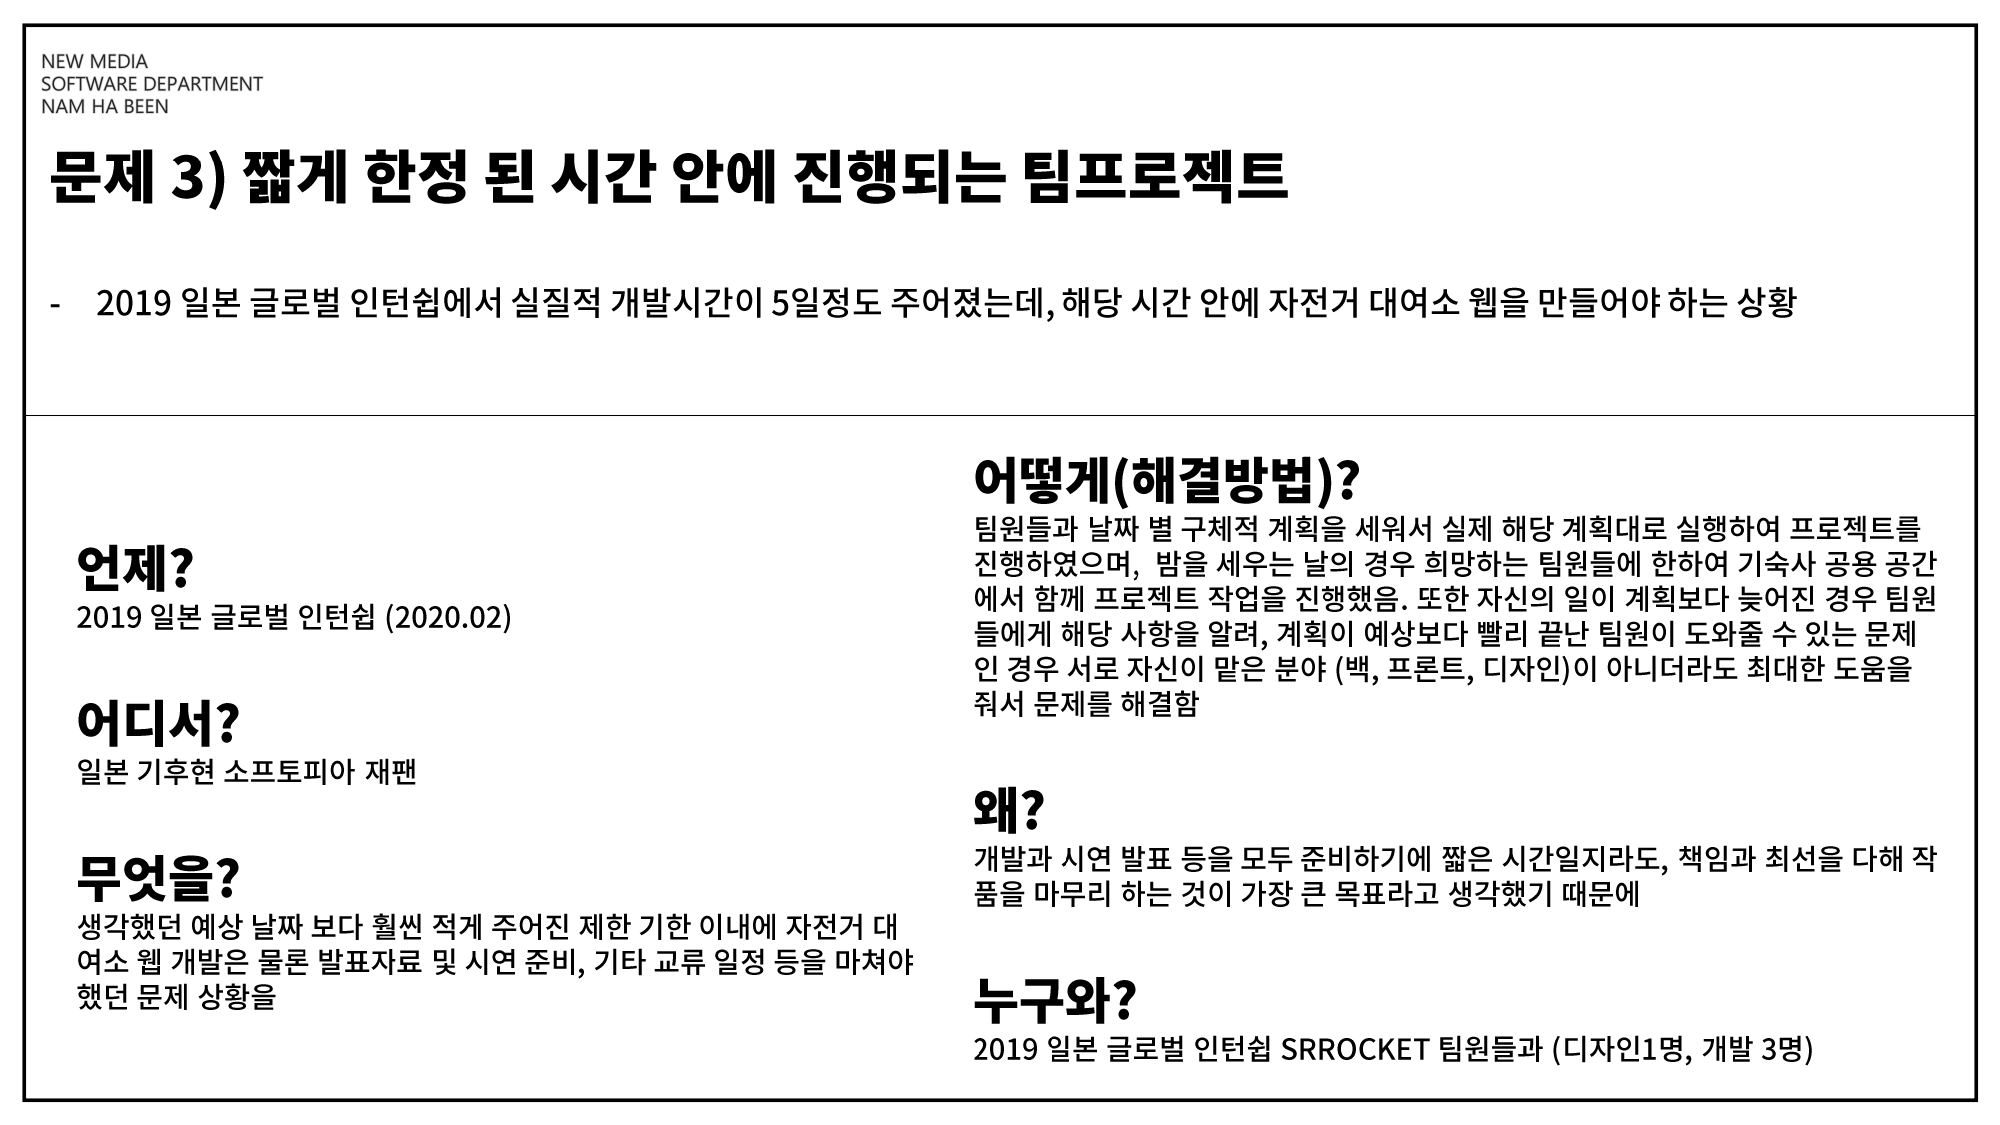 NEW MEDIA
SOFTWARE DEPARTMENT
NAM HA BEEN
문제 3) 짧게 한정 된 시간 안에 진행되는 팀프로젝트
- 2019 일본 글로벌 인턴쉽에서 실질적 개발시간이 5일정도 주어졌는데, 해당 시간 안에 자전거 대여소 웹을 만들어야 하는 상황
언제?
2019 일본 글로벌 인턴쉽 (2020.02)
어디서?
일본 기후현 소프토피아 재팬
무엇을?
생각했던 예상 날짜 보다 훨씬 적게 주어진 제한 기한 이내에 자전거 대
여소 웹 개발은 물론 발표자료 및 시연 준비, 기타 교류 일정 등을 마쳐야
했던 문제 상황을
어떻게(해결방법)?
팀원들과 날짜 별 구체적 계획을 세워서 실제 해당 계획대로 실행하여 프로젝트를
진행하였으며, 밤을 세우는 날의 경우 희망하는 팀원들에 한하여 기숙사 공용 공간
에서 함께 프로젝트 작업을 진행했음. 또한 자신의 일이 계획보다 늦어진 경우 팀원
들에게 해당 사항을 알려, 계획이 예상보다 빨리 끝난 팀원이 도와줄 수 있는 문제
인 경우 서로 자신이 맡은 분야 (백, 프론트, 디자인)이 아니더라도 최대한 도움을
줘서 문제를 해결함
왜?
개발과 시연 발표 등을 모두 준비하기에 짧은 시간일지라도, 책임과 최선을 다해 작
품을 마무리 하는 것이 가장 큰 목표라고 생각했기 때문에
누구와?
2019 일본 글로벌 인턴쉽 SRROCKET 팀원들과 (디자인1명, 개발 3명)